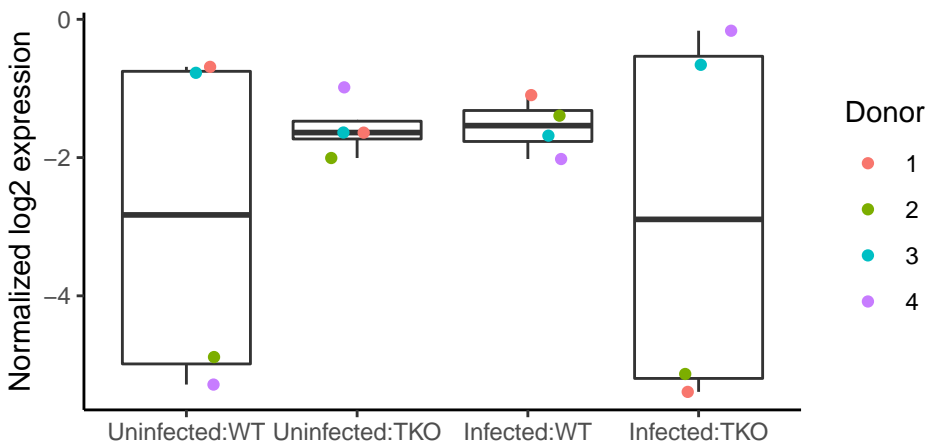 Normalized log2 expression
0
−2
−4
Uninfected:WT
Uninfected:TKO
Infected:WT
Infected:TKO
Donor
1
2
3
4